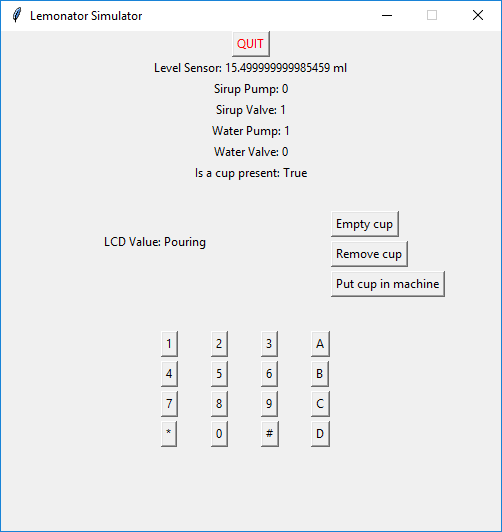 Lemonator Simulator
QUIT
Level Sensor: 15.499999999985459 ml
Sirup Pump: 0
Sirup Valve: 1
Water Pump: 1
Water Valve: 0
Is a cup present: True
Empty cup
LCD Value: Pouring
Remove cup
Put cup in machine
1 2 3 A
4 5 6 B
7 8 9 C
* 0 # D